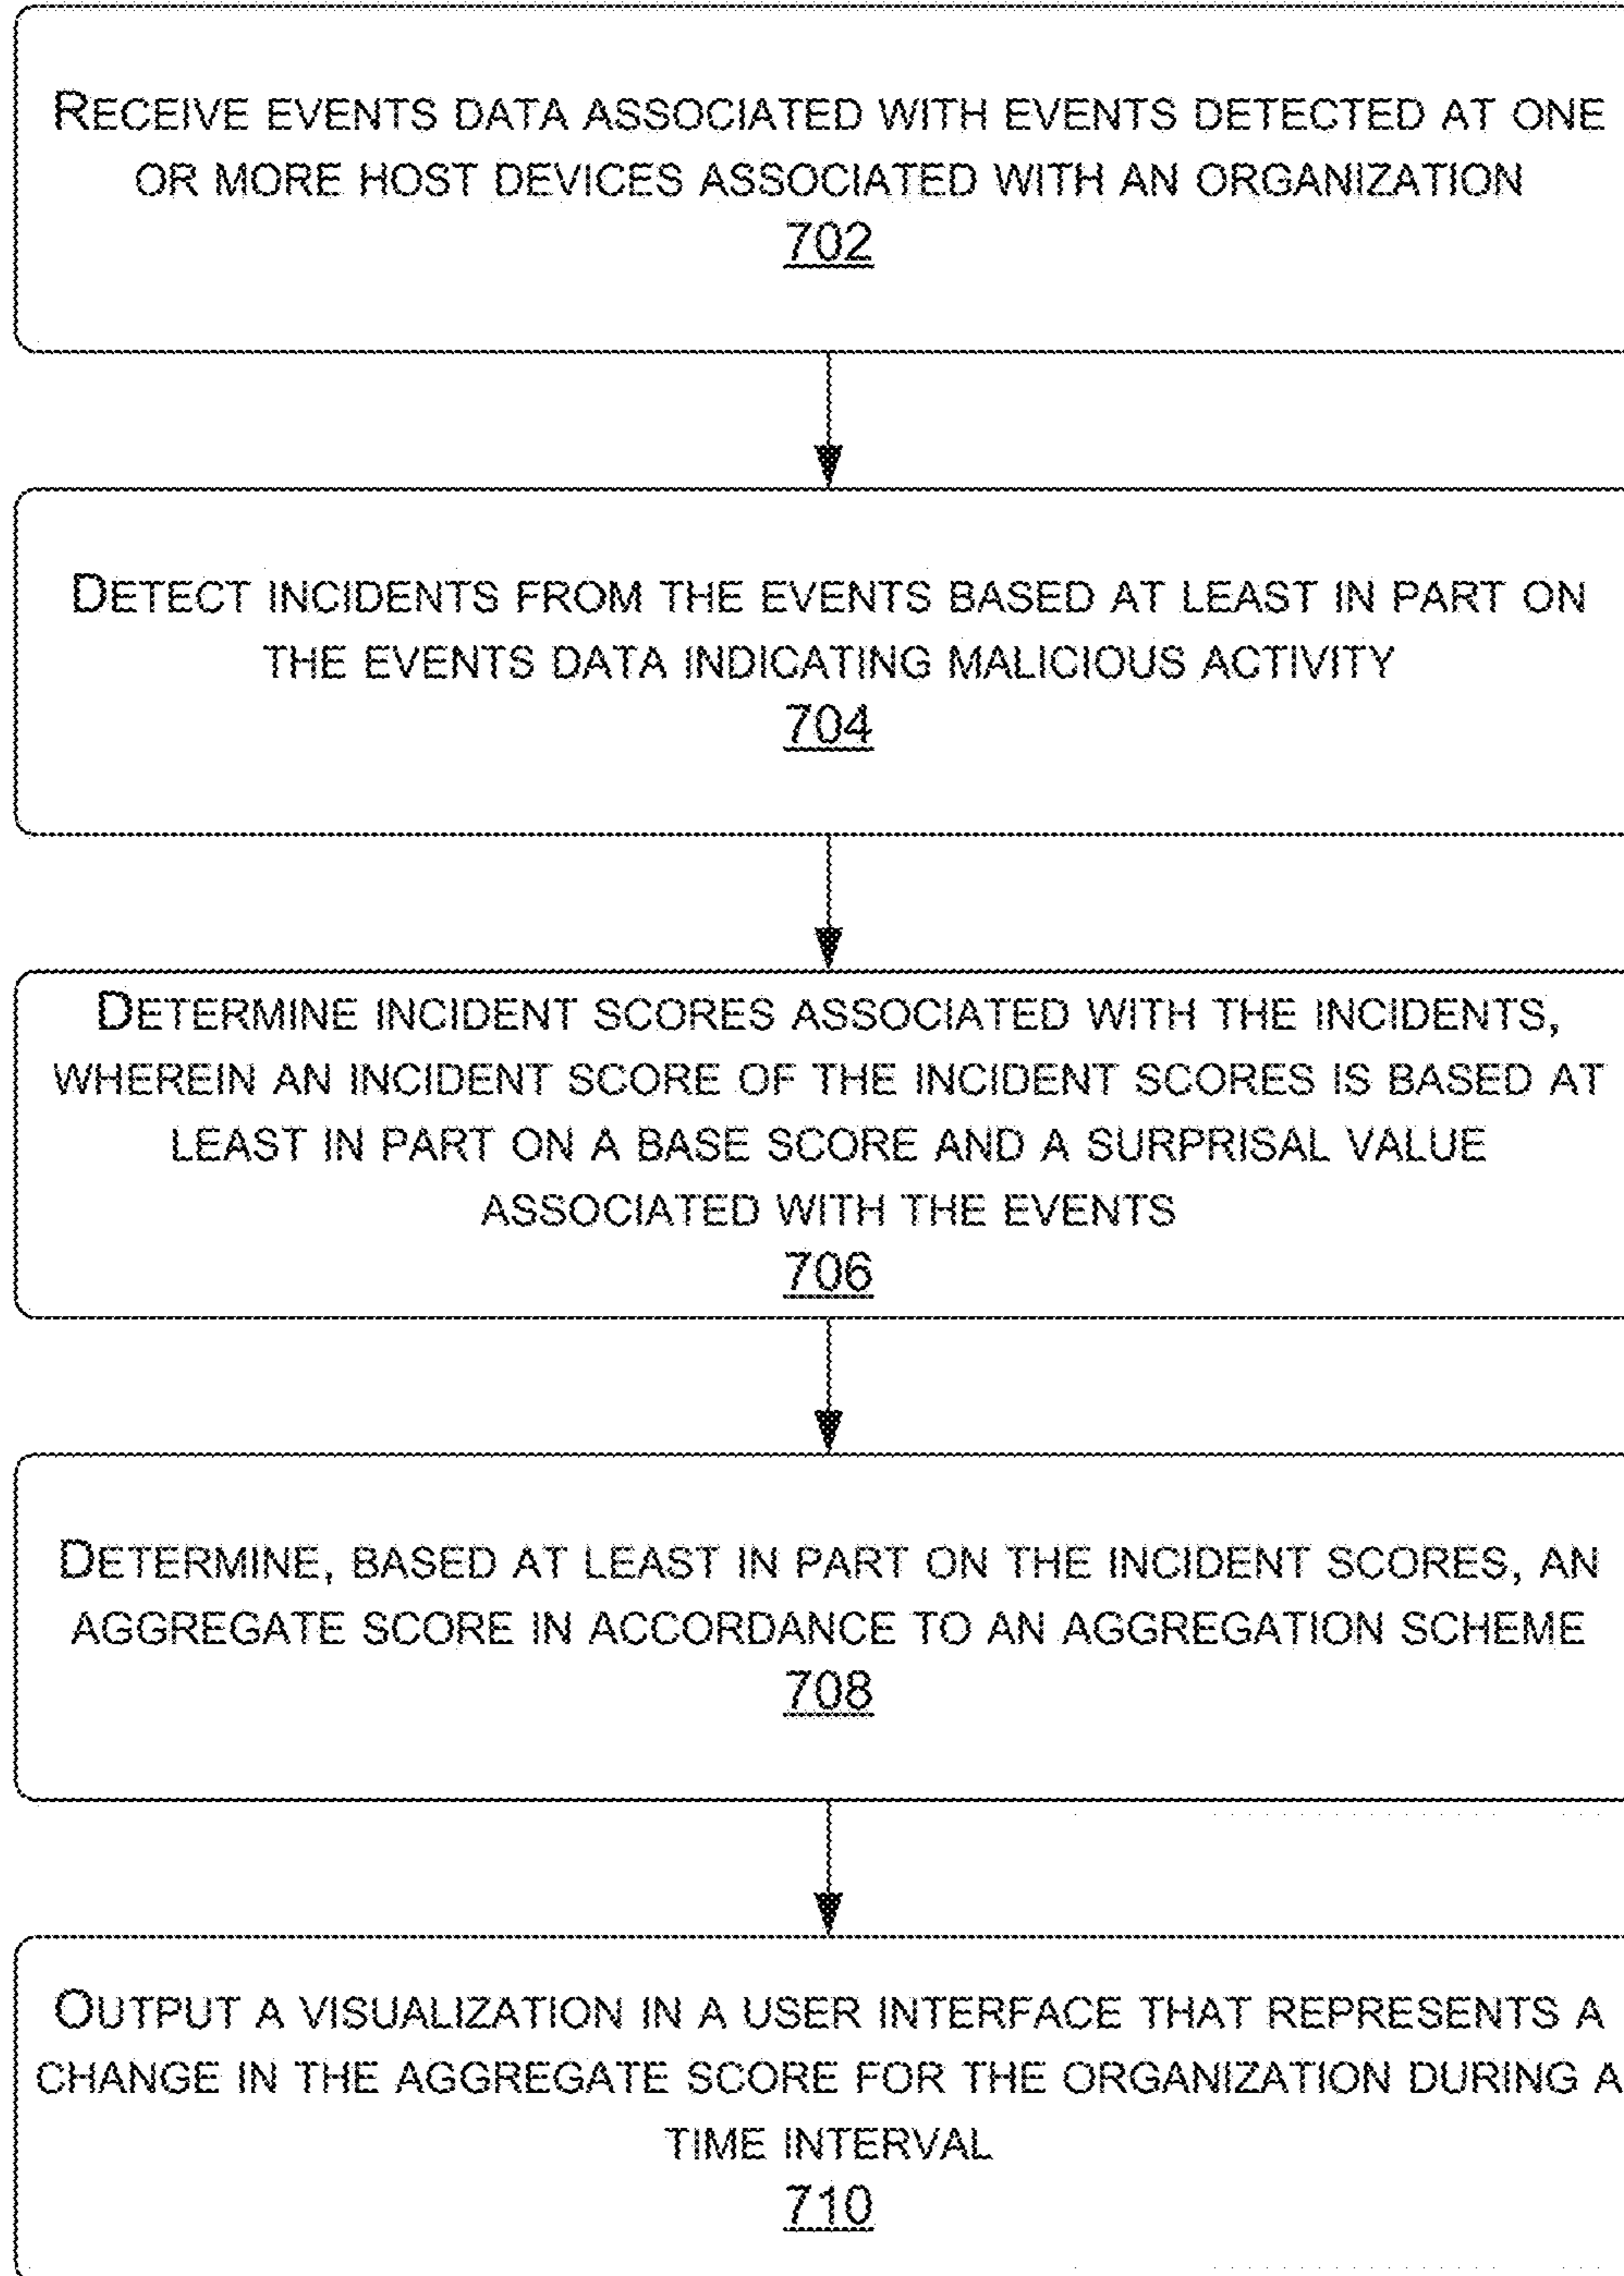 RECEIVE EVENTS DATA ASSOCIATED WITH EVENTS DETECTED AT ONE
OR MORE HOST DEVICES ASSOCIATED WITH AN ORGANIZATION
702
DETECT INCIDENTS FROM THE EVENTS BASED AT LEAST IN PART ON
THE EVENTS DATA INDICATING MALICIOUS ACTIVITY
704
DETERMINE INCIDENT SCORES ASSOCIATED WITH THE INCIDENTS,
WHEREIN AN INCIDENT SCORE OF THE INCIDENT SCORES IS BASED AT
LEAST IN PART ON A BASE SCORE AND A SURPRISAL VALUE
ASSOCIATED WITH THE EVENTS
706
DETERMINE, BASED AT LEAST IN PART ON THE INCIDENT SCORES, AN
AGGREGATE SCORE IN ACCORDANCE TO AN AGGREGATION SCHEME
708
OUTPUT A VISUALIZATION IN A USER INTERFACE THAT REPRESENTS A
CHANGE IN THE AGGREGATE SCORE FOR THE ORGANIZATION DURING A
TIME INTERVAL
710